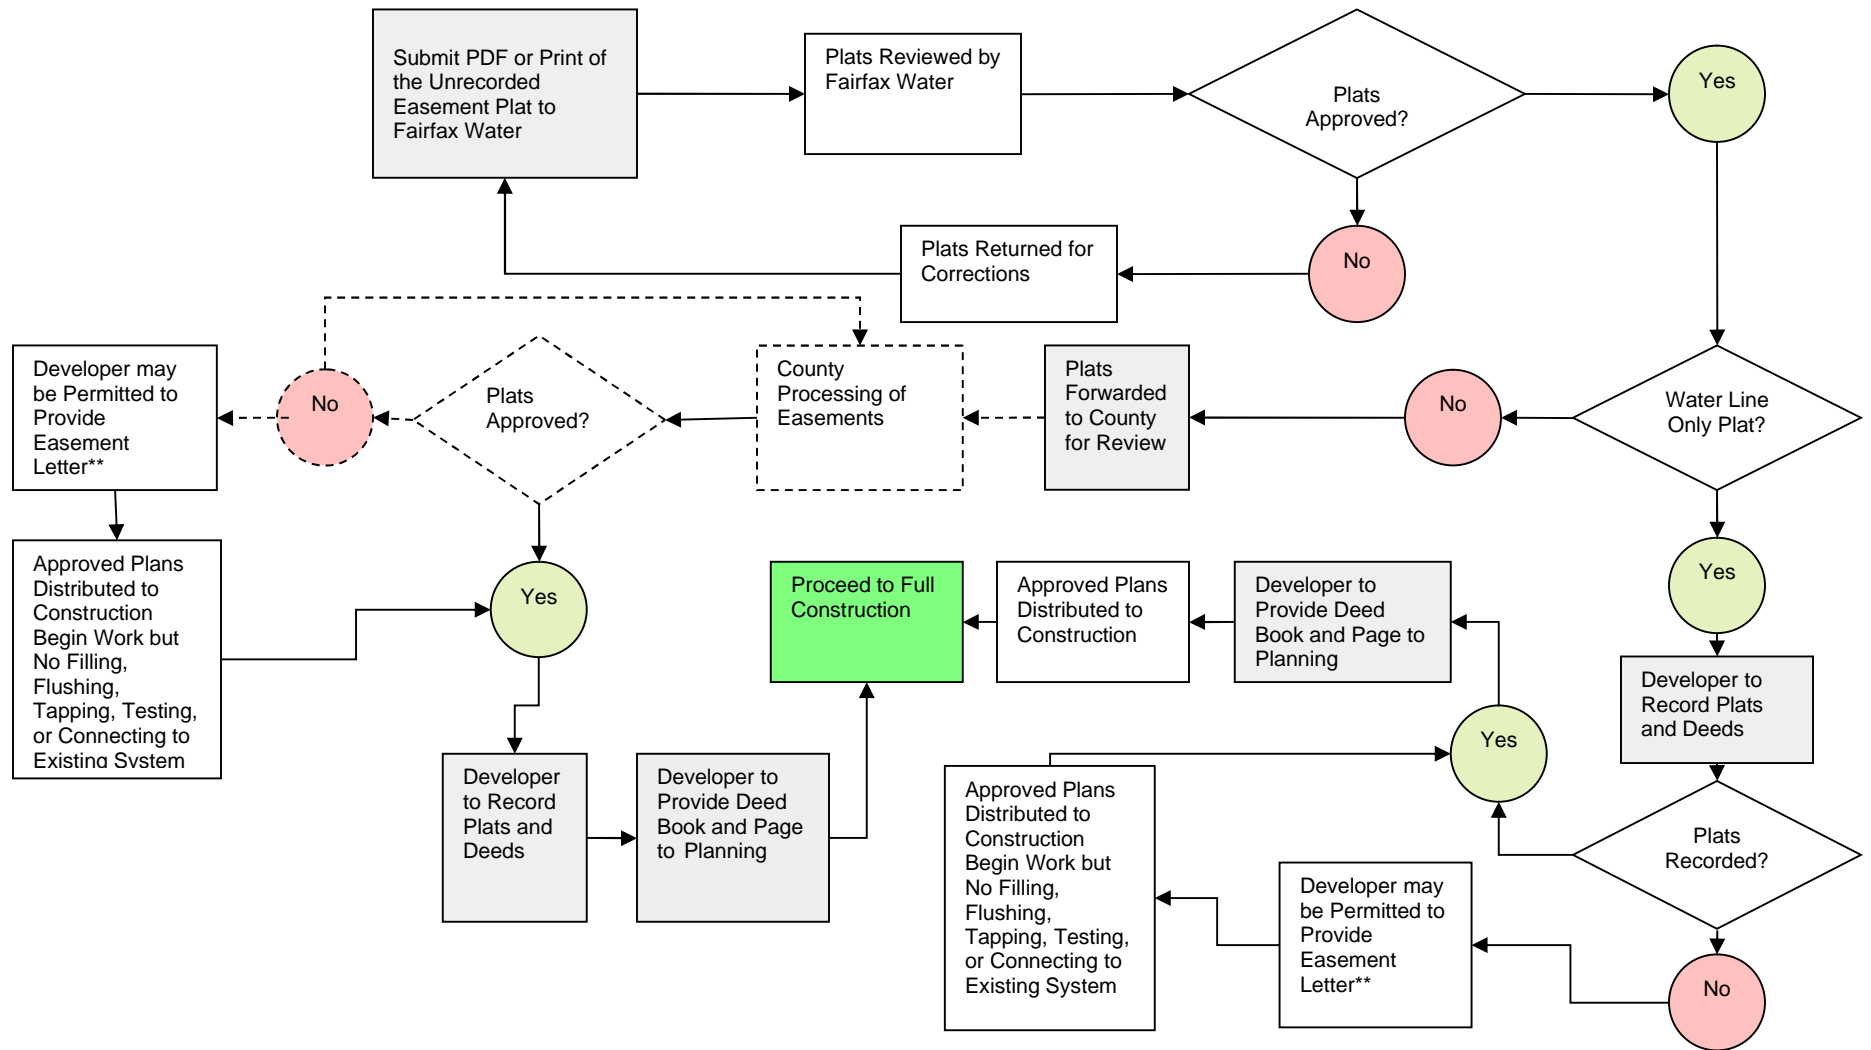 Submit PDF or Print of
the Unrecorded
Easement Plat to
Fairfax Water
Plats Reviewed by
Fairfax Water
Plats
Approved?
Yes
Plats Returned for
Corrections
No
Developer may
be Permitted to
Provide
Easement
Letter**
No
Plats
Approved?
County
Processing of
Easements
Plats
Forwarded
to County
for Review
No
Water Line
Only Plat?
Approved Plans
Distributed to
Construction
Begin Work but
No Filling,
Flushing,
Tapping, Testing,
or Connecting to
Existing System
Yes
Proceed to Full
Construction
Approved Plans
Distributed to
Construction
Developer to
Provide Deed
Book and Page to
Planning
Yes
Developer to
Record Plats
and Deeds
Developer
to Record
Plats and
Deeds
Developer to
Provide Deed
Book and Page
to Planning
Yes
Approved Plans
Distributed to
Construction
Begin Work but
No Filling,
Flushing,
Tapping, Testing,
or Connecting to
Existing System
Developer may
be Permitted to
Provide
Easement
Letter**
Plats
Recorded?
No